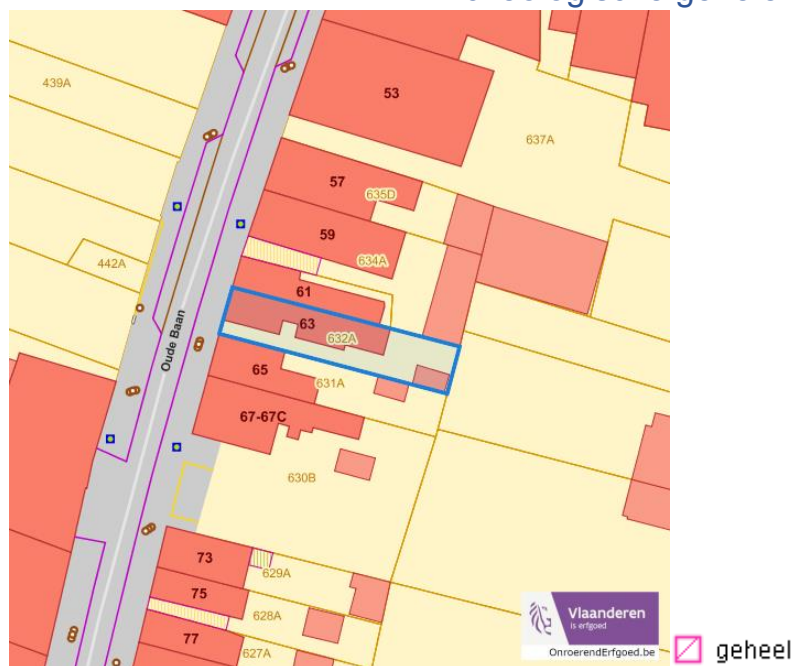 439A
53
637A
57
635D
59
634A
442A
61
63
632A
Oude Baan
65
631A
67-67C
630B
73
629A
75
628A
77
627A
Vlaanderen
is erfgoed
OnroerendErfgoed.be
geheel